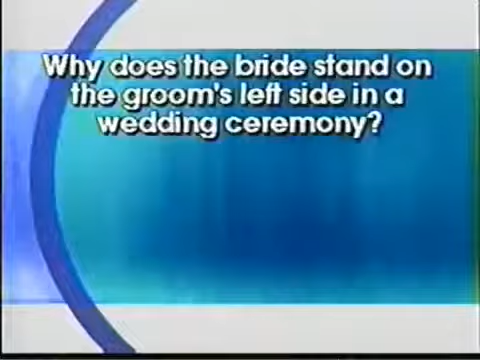 Why does the bride stand on
the groom's left side in a
wedding ceremony?